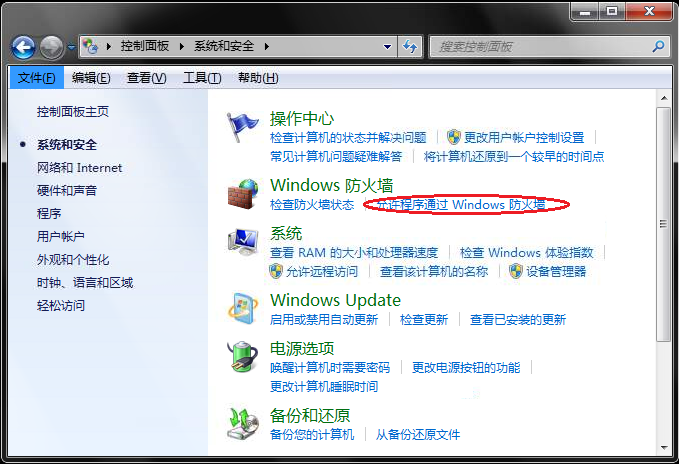 控制面板 系统和安全
搜索控制面板
文件(F) 编辑(E) 查看(V) 工具(T) 帮助(H)
控制面板主页
系统和安全
网络和 Internet
硬件和声音
程序
用户帐户
外观和个性化
时钟、语言和区域
轻松访问
操作中心
检查计算机的状态并解决问题 更改用户帐户控制设置
常见计算机问题疑难解答 将计算机还原到一个较早的时间点
Windows 防火墙
检查防火墙状态 允许程序通过 Windows 防火墙
系统
查看 RAM 的大小和处理器速度 检查 Windows 体验指数
允许远程访问 查看该计算机的名称 设备管理器
Windows Update
启用或禁用自动更新 检查更新 查看已安装的更新
电源选项
唤醒计算机时需要密码 更改电源按钮的功能
更改计算机睡眠时间
备份和还原
备份您的计算机 从备份还原文件